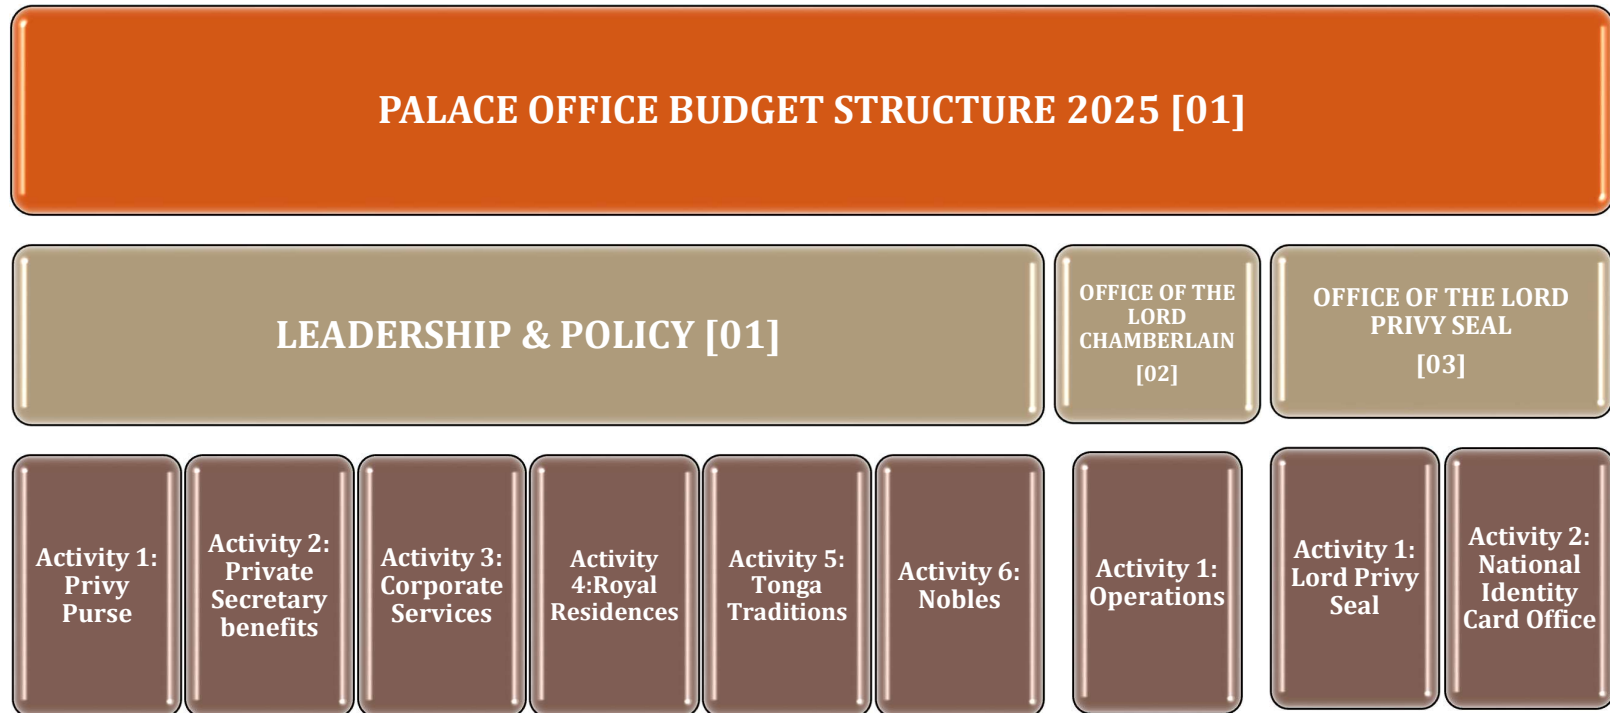 PALACE OFFICE BUDGET STRUCTURE 2025 [01]
LEADERSHIP & POLICY [01]
OFFICE OF THE
LORD
CHAMBERLAIN
[02]
OFFICE OF THE LORD
PRIVY SEAL
[03]
Activity 1:
Privy
Purse
Activity 2:
Private
Secretary
benefits
Activity 3:
Corporate
Services
Activity
4:Royal
Residences
Activity 5:
Tonga
Traditions
Activity 6:
Nobles
Activity 1:
Operations
Activity 1:
Lord Privy
Seal
Activity 2:
National
Identity
Card Office